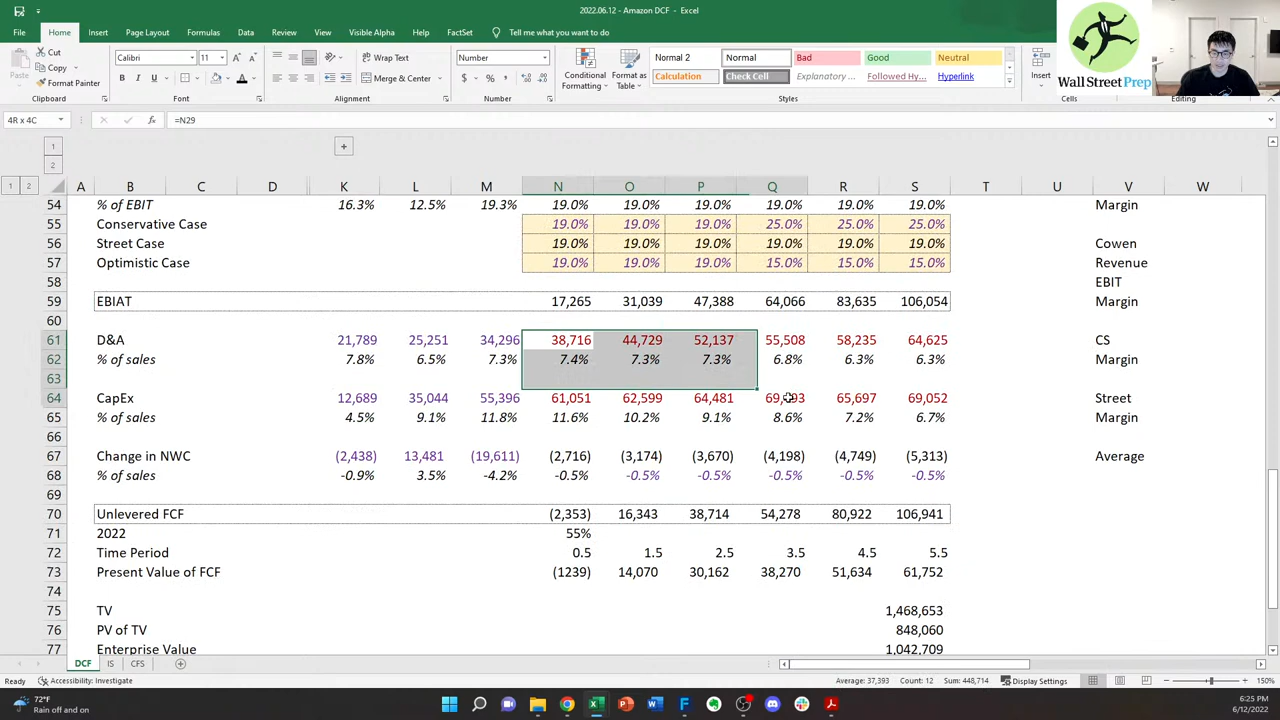 2022.06.12 - Amazon DCF - Excel
File Home Insert Page Layout Formulas Data Review View Visible Alpha Help FactSet Tell me what you want to do
Cut
Copy
Format Painter
Paste
Clipboard
Calibri 11
B I U
Font
Wrap Text
Merge & Center
Alignment
Number
$ % ,
Number
Conditional Formatting
Format as Table
Normal 2 Normal Bad Good Neutral
Calculation Check Cell Explanatory ... Followed Hy... Hyperlink
Styles
Insert
Cells
Editing
Wall Street Prep
4R x 4C fx =N29
1
2
1 2
A B C D K L M N O P Q R S T U V W
54 % of EBIT 16.3% 12.5% 19.3% 19.0% 19.0% 19.0% 19.0% 19.0% 19.0% Margin
55 Conservative Case 19.0% 19.0% 19.0% 25.0% 25.0% 25.0%
56 Street Case 19.0% 19.0% 19.0% 19.0% 19.0% 19.0% Cowen
57 Optimistic Case 19.0% 19.0% 19.0% 15.0% 15.0% 15.0% Revenue
58 EBIT
59 EBIAT 17,265 31,039 47,388 64,066 83,635 106,054 Margin
60
61 D&A 21,789 25,251 34,296 38,716 44,729 52,137 55,508 58,235 64,625 CS
62 % of sales 7.8% 6.5% 7.3% 7.4% 7.3% 7.3% 6.8% 6.3% 6.3% Margin
63
64 CapEx 12,689 35,044 55,396 61,051 62,599 64,481 65,697 69,052 Street
65 % of sales 4.5% 9.1% 11.8% 11.6% 10.2% 9.1% 8.6% 7.2% 6.7% Margin
66
67 Change in NWC (2,438) 13,481 (19,611) (2,716) (3,174) (3,670) (4,198) (4,749) (5,313) Average
68 % of sales -0.9% 3.5% -4.2% -0.5% -0.5% -0.5% -0.5% -0.5% -0.5%
69
70 Unlevered FCF (2,353) 16,343 38,714 54,278 80,922 106,941
71 2022 55%
72 Time Period 0.5 1.5 2.5 3.5 4.5 5.5
73 Present Value of FCF (1239) 14,070 30,162 38,270 51,634 61,752
74
75 TV 1,468,653
76 PV of TV 848,060
77 Enterprise Value 1,042,709
DCF IS CFS
Ready Accessibility: Investigate Average: 37,393 Count: 12 Sum: 448,714 Display Settings 150%
72°F
Rain off and on
6:25 PM
6/12/2022